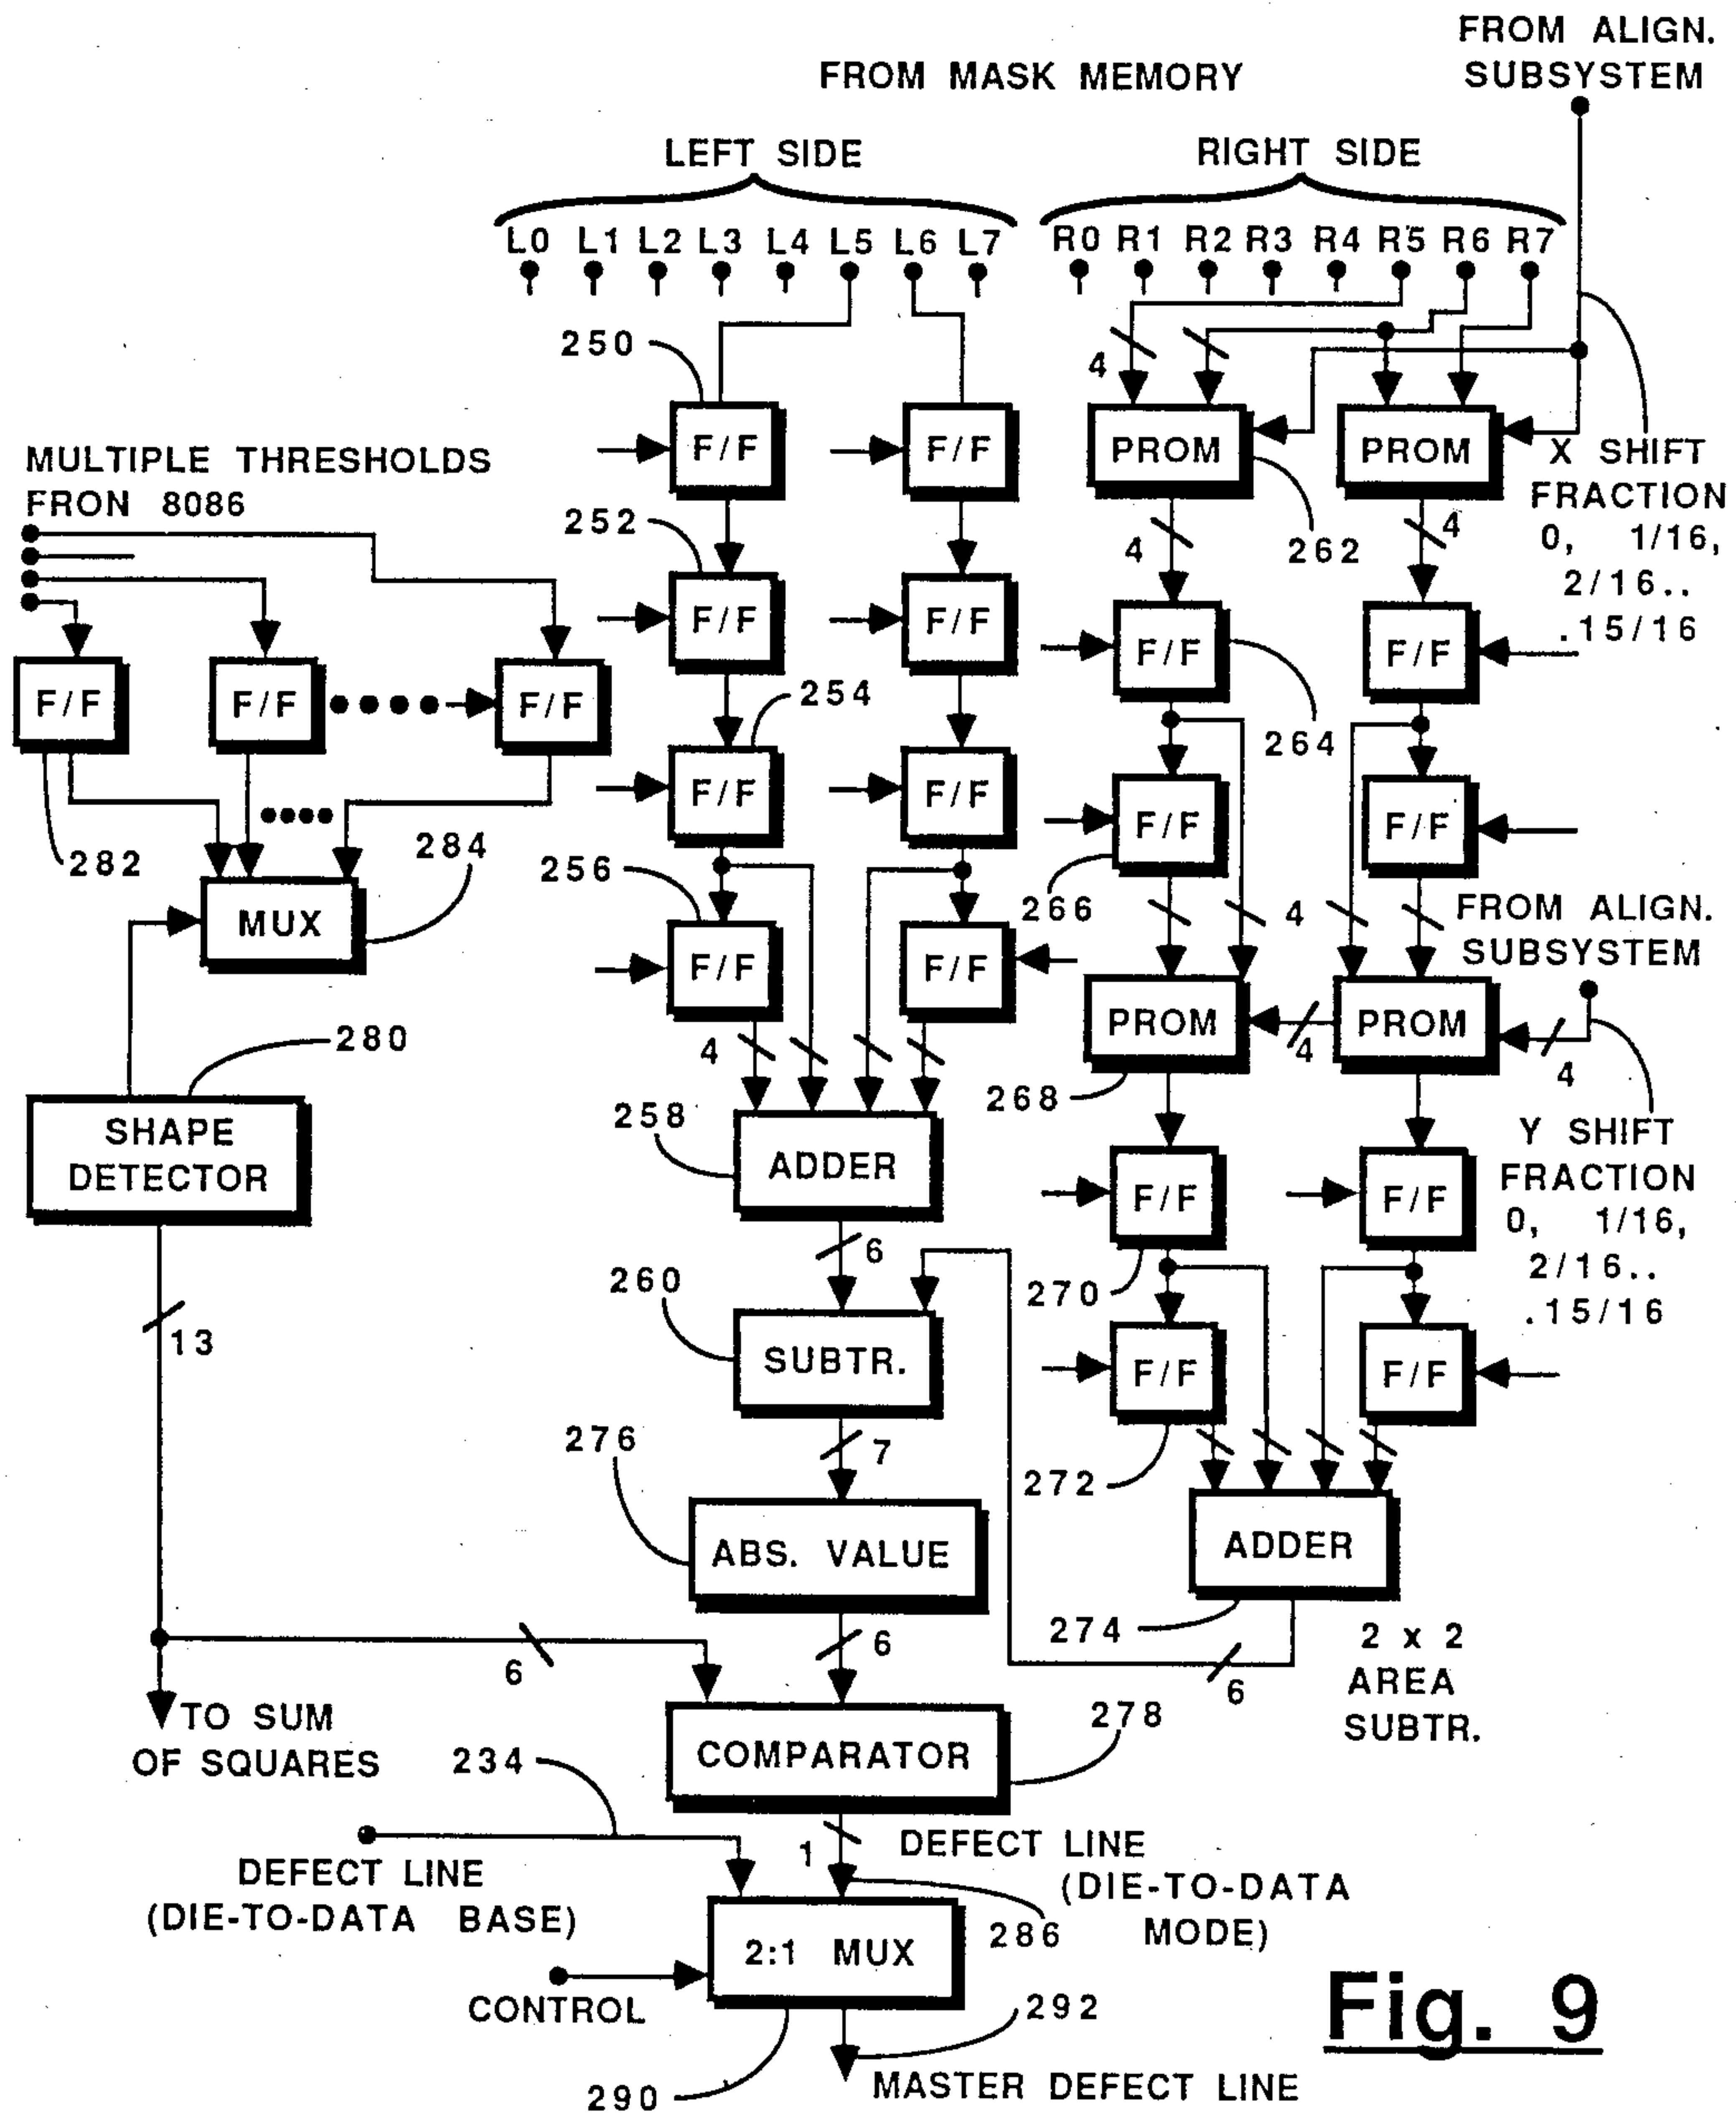 FROM ALIGN.
SUBSYSTEM
FROM MASK MEMORY
LEFT SIDE
RIGHT SIDE
L0 L1 L2 L3 L4 L5 L6 L7
R0 R1 R2 R3 R4 R5 R6 R7
250
4
F/F
F/F
PROM
PROM
X SHIFT
FRACTION
0, 1/16,
2/16..
.15/16
MULTIPLE THRESHOLDS
FRON 8086
252
4
262
4
F/F
F/F
F/F
F/F
F/F
F/F
F/F
254
264
F/F
F/F
F/F
F/F
282
284
256
266
4
FROM ALIGN.
SUBSYSTEM
MUX
F/F
F/F
PROM
4
PROM
4
280
4
268
SHAPE
DETECTOR
258
ADDER
Y SHIFT
FRACTION
0, 1/16,
2/16..
.15/16
F/F
F/F
6
260
270
13
SUBTR.
F/F
F/F
276
7
272
ABS. VALUE
ADDER
274
2 x 2
AREA
SUBTR.
6
6
6
TO SUM
OF SQUARES
278
COMPARATOR
234
1
DEFECT LINE
(DIE-TO-DATA
MODE)
DEFECT LINE
(DIE-TO-DATA BASE)
286
2:1 MUX
CONTROL
292
290
MASTER DEFECT LINE
Fig. 9